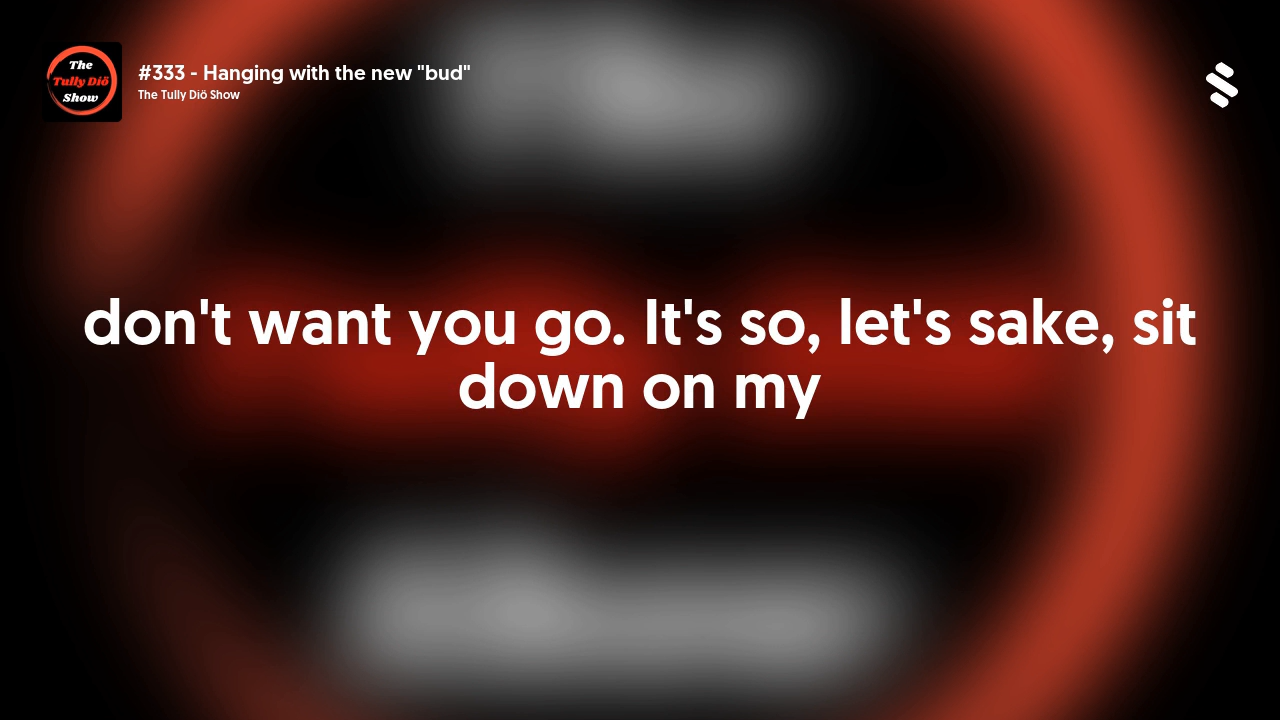 The
Tully Diö
Show
#333 - Hanging with the new "bud"
The Tully Diö Show
don't want you go. It's so, let's sake, sit
down on my